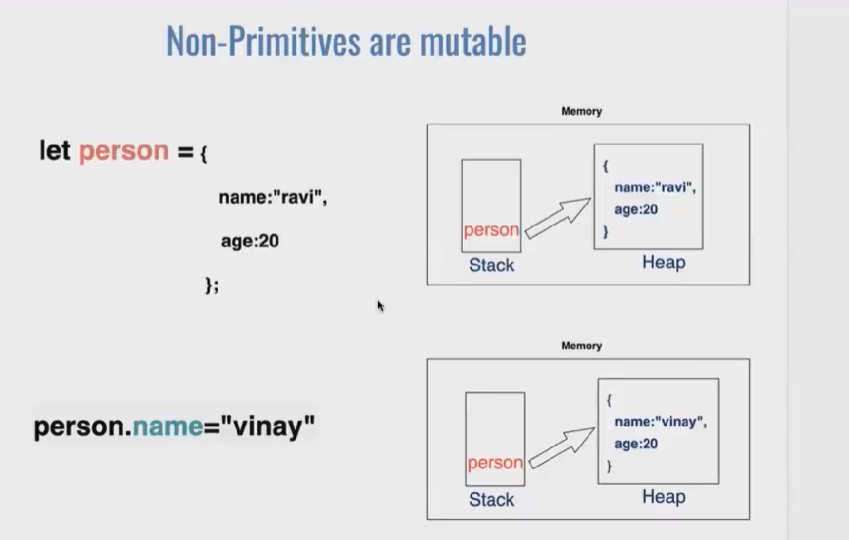 Non-Primitives are mutable
let person = {
name:"ravi",
age:20
};
Memory
{
name:"ravi",
age:20
}
person
Stack
Heap
person.name="vinay"
Memory
{
name:"vinay",
age:20
}
person
Stack
Heap